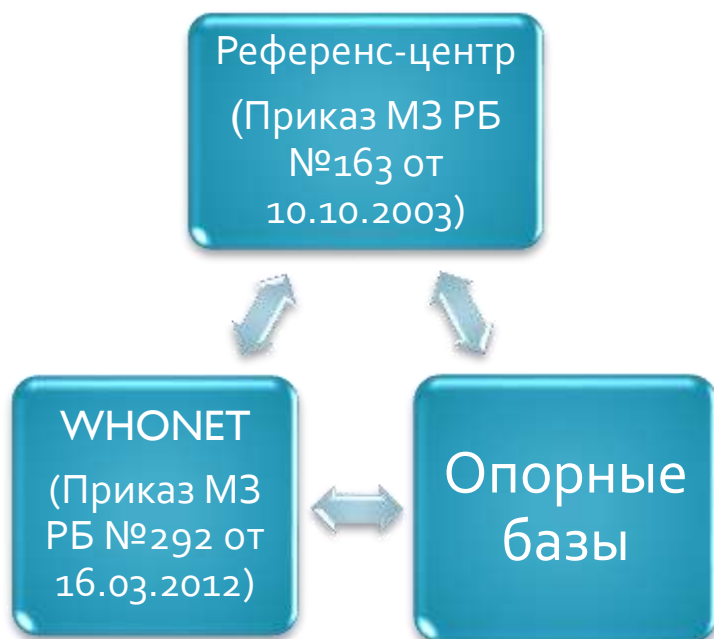 Референс-центр
(Приказ МЗ РБ
№163 от
10.10.2003)
WHONET
(Приказ МЗ
РБ №292 от
16.03.2012)
Опорные
базы